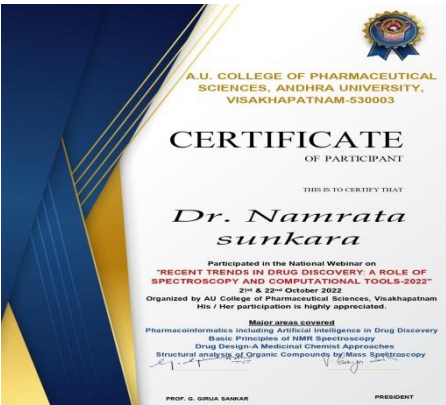 A.U. COLLEGE OF PHARMACEUTICAL
SCIENCES, ANDHRA UNIVERSITY,
VISAKHAPATNAM-530003
CERTIFICATE
OF PARTICIPANT
THIS IS TO CERTIFY THAT
Dr. Namrata
sunkara
Participated in the National Webinar on
"RECENT TRENDS IN DRUG DISCOVERY: A ROLE OF
SPECTROSCOPY AND COMPUTATIONAL TOOLS-2022"
21st & 22nd October 2022
Organized by AU College of Pharmaceutical Sciences, Visakhapatnam
His / Her participation is highly appreciated.
Major areas covered
Pharmacoinformatics including Artificial Intelligence in Drug Discovery
Basic Principles of NMR Spectroscopy
Drug Design-A Medicinal Chemist Approaches
Structural analysis of Organic Compounds by Mass Spectroscopy
PROF. G. GIRIJA SANKAR PRESIDENT